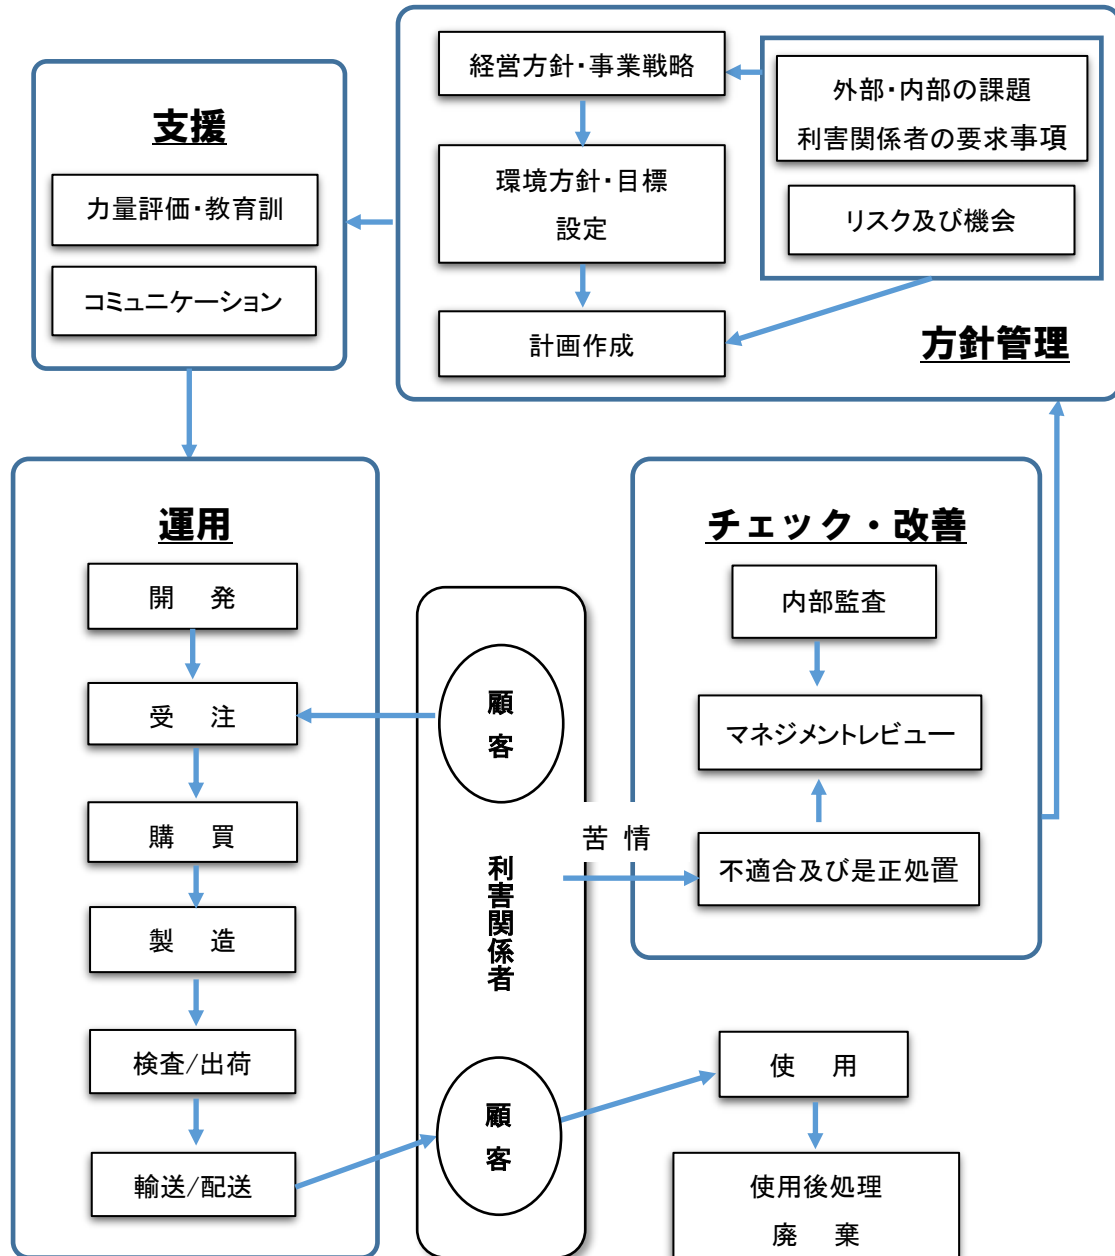 経営方針・事業戦略
外部・内部の課題
利害関係者の要求事項
リスク及び機会
環境方針・目標
設定
計画作成
方針管理
支援
力量評価・教育訓
コミュニケーション
運用
開 発
受 注
購 買
製 造
検査/出荷
輸送/配送
顧客
利害関係者
顧客
苦 情
チェック・改善
内部監査
マネジメントレビュー
不適合及び是正処置
使 用
使用後処理
廃 棄